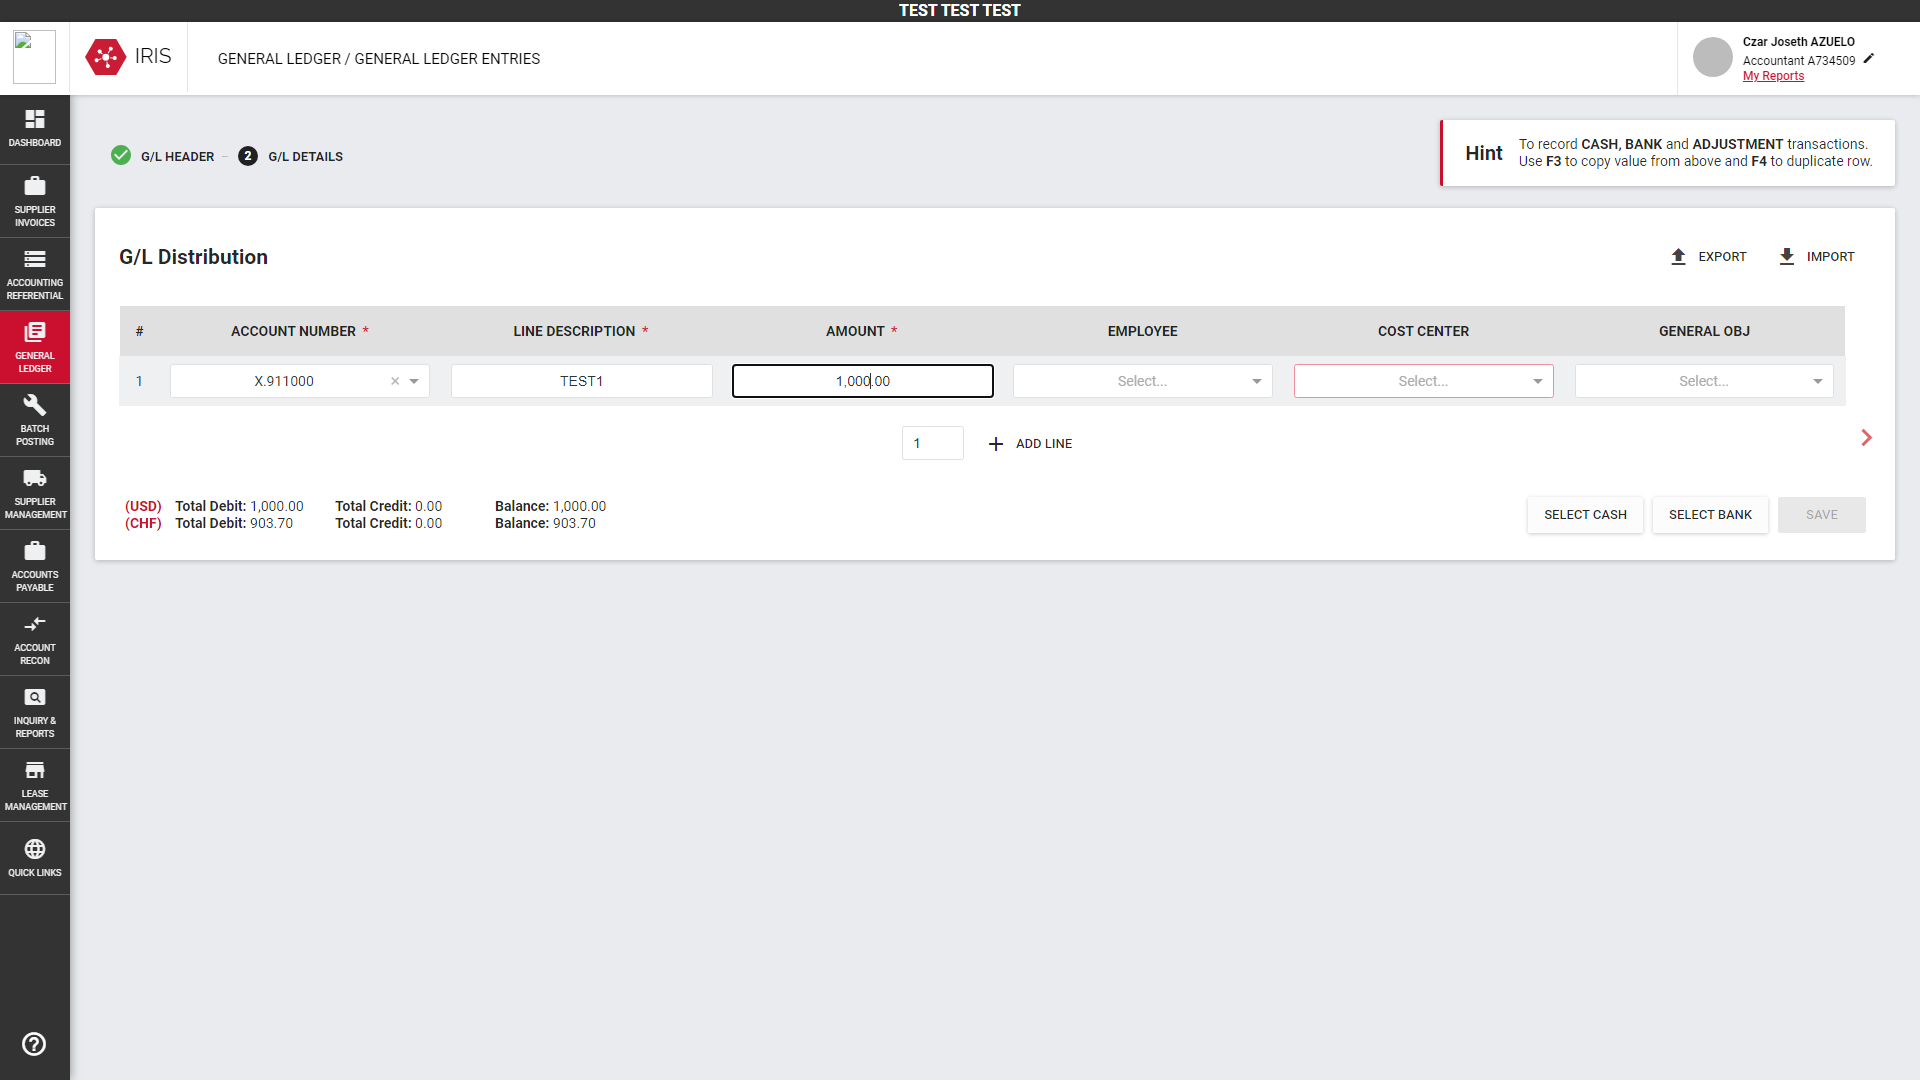 TEST TEST TEST
IRIS
GENERAL LEDGER / GENERAL LEDGER ENTRIES
Czar Joseth AZUELO
Accountant A734509
My Reports
DASHBOARD
SUPPLIER
INVOICES
ACCOUNTING
REFERENTIAL
GENERAL
LEDGER
BATCH
POSTING
SUPPLIER
MANAGEMENT
ACCOUNTS
PAYABLE
ACCOUNT
RECON
INQUIRY &
REPORTS
LEASE
MANAGEMENT
QUICK LINKS
G/L HEADER – 2 G/L DETAILS
Hint
To record CASH, BANK and ADJUSTMENT transactions.
Use F3 to copy value from above and F4 to duplicate row.
G/L Distribution
EXPORT
IMPORT
# ACCOUNT NUMBER * LINE DESCRIPTION * AMOUNT * EMPLOYEE COST CENTER GENERAL OBJ
1 X.911000 × TEST1 1,000.00 Select... Select... Select...
1 + ADD LINE
(USD) Total Debit: 1,000.00 Total Credit: 0.00 Balance: 1,000.00
(CHF) Total Debit: 903.70 Total Credit: 0.00 Balance: 903.70
SELECT CASH SELECT BANK SAVE